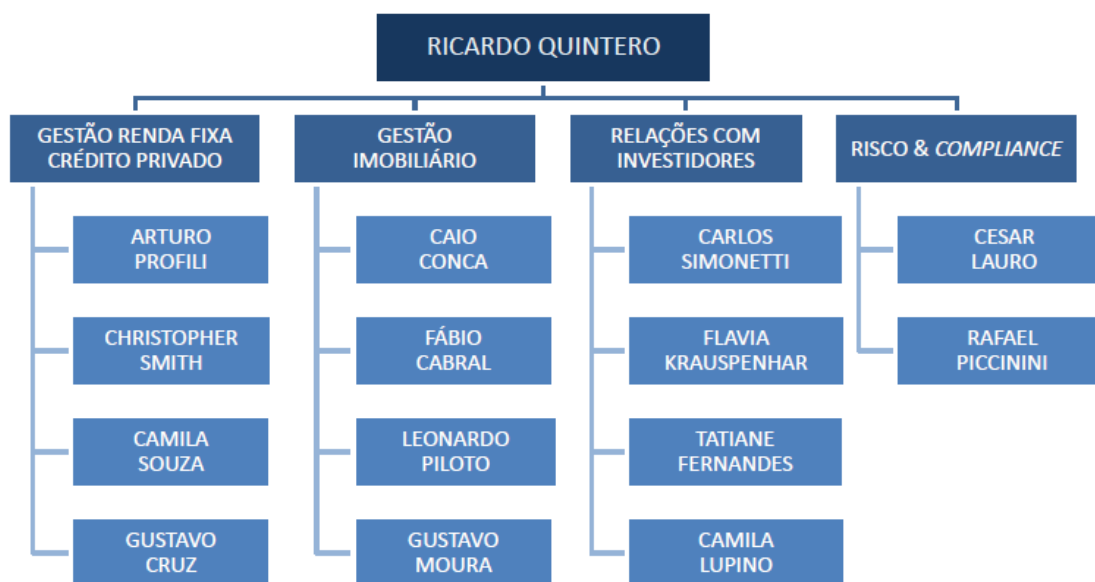 RICARDO QUINTERO
GESTÃO RENDA FIXA
CRÉDITO PRIVADO
ARTURO
PROFILI
CHRISTOPHER
SMITH
CAMILA
SOUZA
GUSTAVO
CRUZ
GESTÃO
IMOBILIÁRIO
CAIO
CONCA
FÁBIO
CABRAL
LEONARDO
PILOTO
GUSTAVO
MOURA
RELAÇÕES COM
INVESTIDORES
CARLOS
SIMONETTI
FLAVIA
KRAUSPENHAR
TATIANE
FERNANDES
CAMILA
LUPINO
RISCO & COMPLIANCE
CESAR
LAURO
RAFAEL
PICCININI